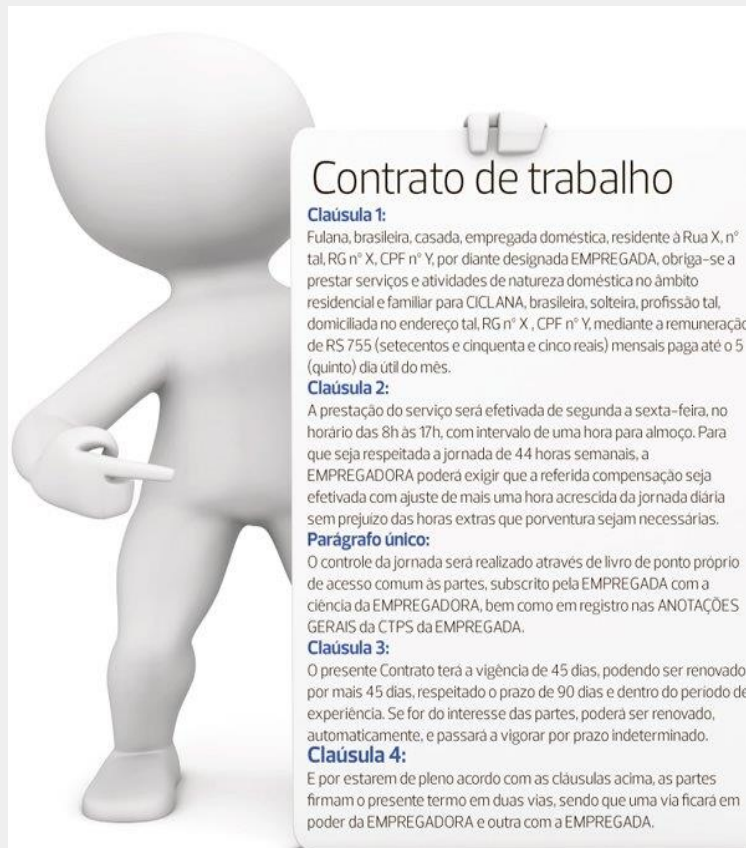 Contrato de trabalho
Claúsula 1:
Fulana, brasileira, casada, empregada doméstica, residente à Rua X, n°
tal, RG n° X, CPF n° Y, por diante designada EMPREGADA, obriga-se a
prestar serviços e atividades de natureza doméstica no âmbito
residencial e familiar para CICLANA, brasileira, solteira, profissão tal,
domiciliada no endereço tal, RG n° X , CPF n° Y, mediante a remuneração
de R$ 755 (setecentos e cinquenta e cinco reais) mensais paga até o 5
(quinto) dia útil do mês.
Claúsula 2:
A prestação do serviço será efetivada de segunda a sexta-feira, no
horário das 8h às 17h, com intervalo de uma hora para almoço. Para
que seja respeitada a jornada de 44 horas semanais, a
EMPREGADORA poderá exigir que a referida compensação seja
efetivada com ajuste de mais uma hora acrescida da jornada diária
sem prejuízo das horas extras que porventura sejam necessárias.
Parágrafo único:
O controle da jornada será realizado através de livro de ponto próprio
de acesso comum às partes, subscrito pela EMPREGADA com a
ciência da EMPREGADORA, bem como em registro nas ANOTAÇÕES
GERAIS da CTPS da EMPREGADA.
Claúsula 3:
O presente Contrato terá a vigência de 45 dias, podendo ser renovado
por mais 45 dias, respeitado o prazo de 90 dias e dentro do período de
experiência. Se for do interesse das partes, poderá ser renovado,
automaticamente, e passará a vigorar por prazo indeterminado.
Claúsula 4:
E por estarem de pleno acordo com as cláusulas acima, as partes
firmam o presente termo em duas vias, sendo que uma via ficará em
poder da EMPREGADORA e outra com a EMPREGADA.